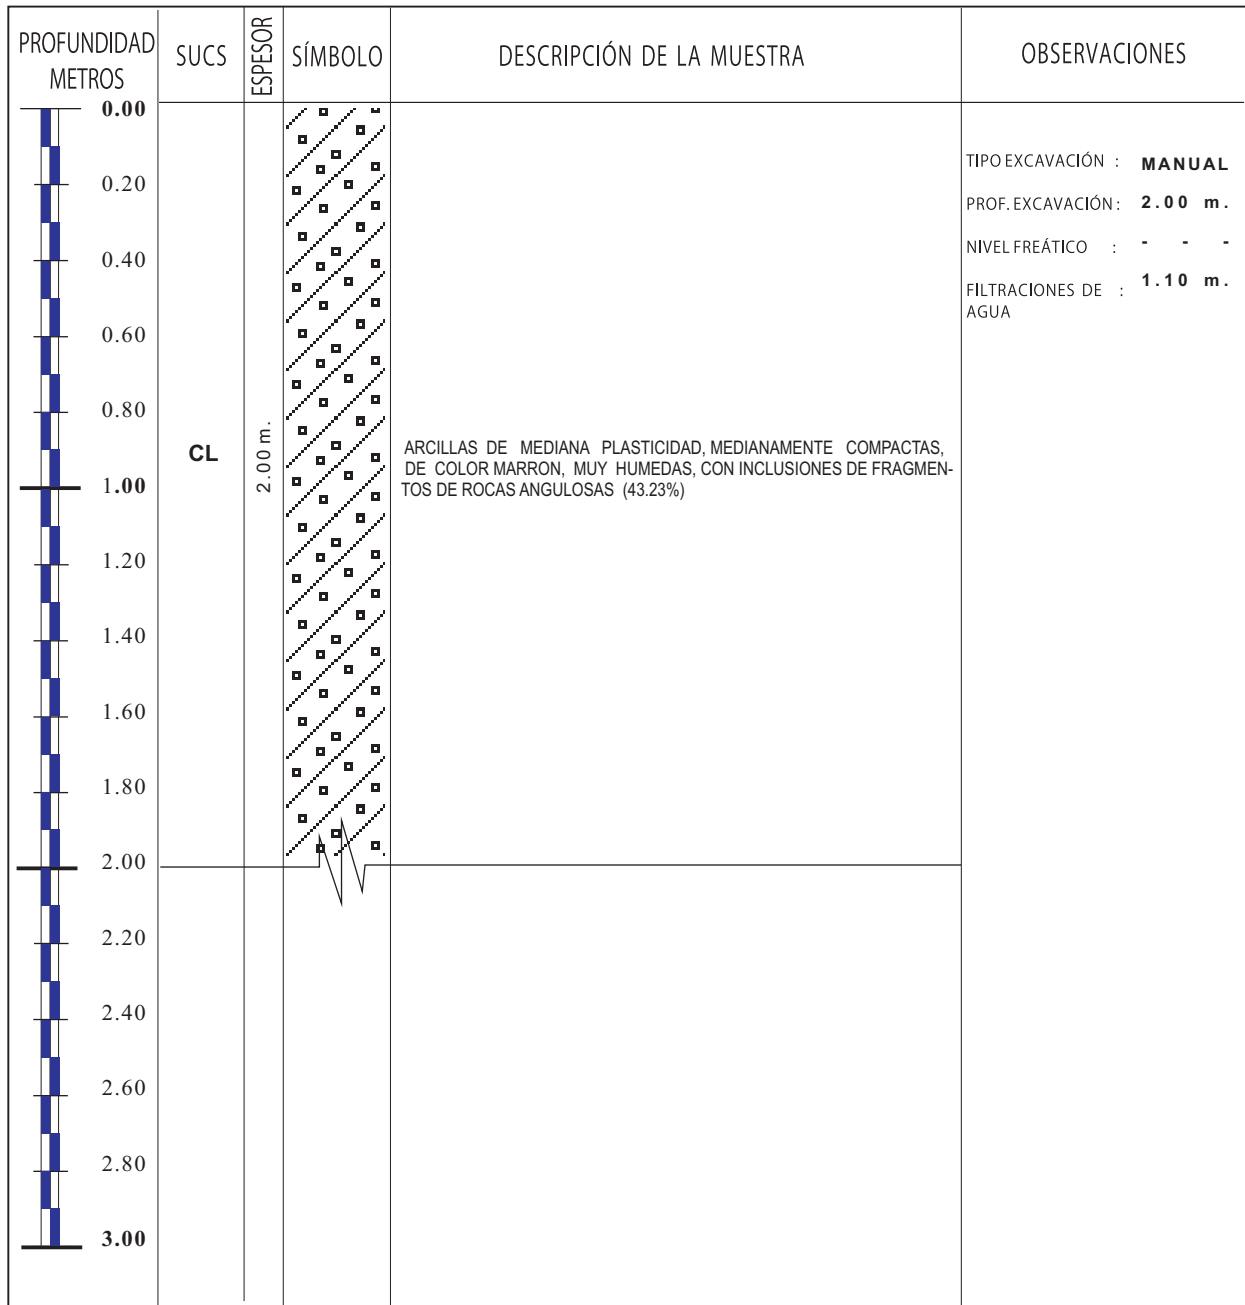 PROFUNDIDAD
METROS
SUCS
ESPESOR
SÍMBOLO
DESCRIPCIÓN DE LA MUESTRA
OBSERVACIONES
0.00
0.20
0.40
0.60
0.80
1.00
1.20
1.40
1.60
1.80
2.00
2.20
2.40
2.60
2.80
3.00
CL
2.00 m.
ARCILLAS DE MEDIANA PLASTICIDAD, MEDIANAMENTE COMPACTAS,
DE COLOR MARRON, MUY HUMEDAS, CON INCLUSIONES DE FRAGMEN-
TOS DE ROCAS ANGULOSAS (43.23%)
TIPO EXCAVACIÓN : MANUAL
PROF. EXCAVACIÓN : 2.00 m.
NIVEL FREÁTICO : - - -
FILTRACIONES DE : 1.10 m.
AGUA